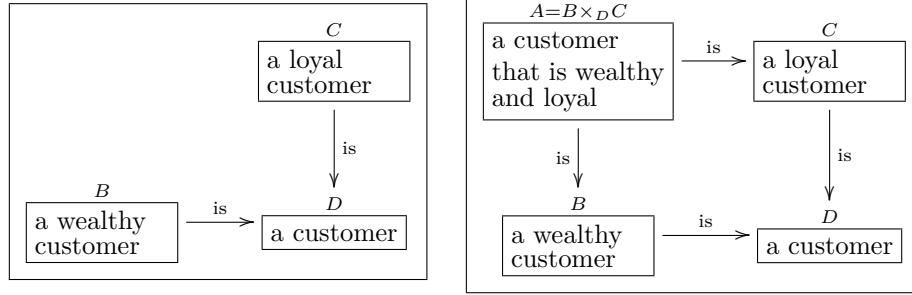 C
a loyal
customer
is
B
a wealthy
customer
is
D
a customer
A=B×_D C
a customer
that is wealthy
and loyal
is
C
a loyal
customer
is
is
B
a wealthy
customer
is
D
a customer